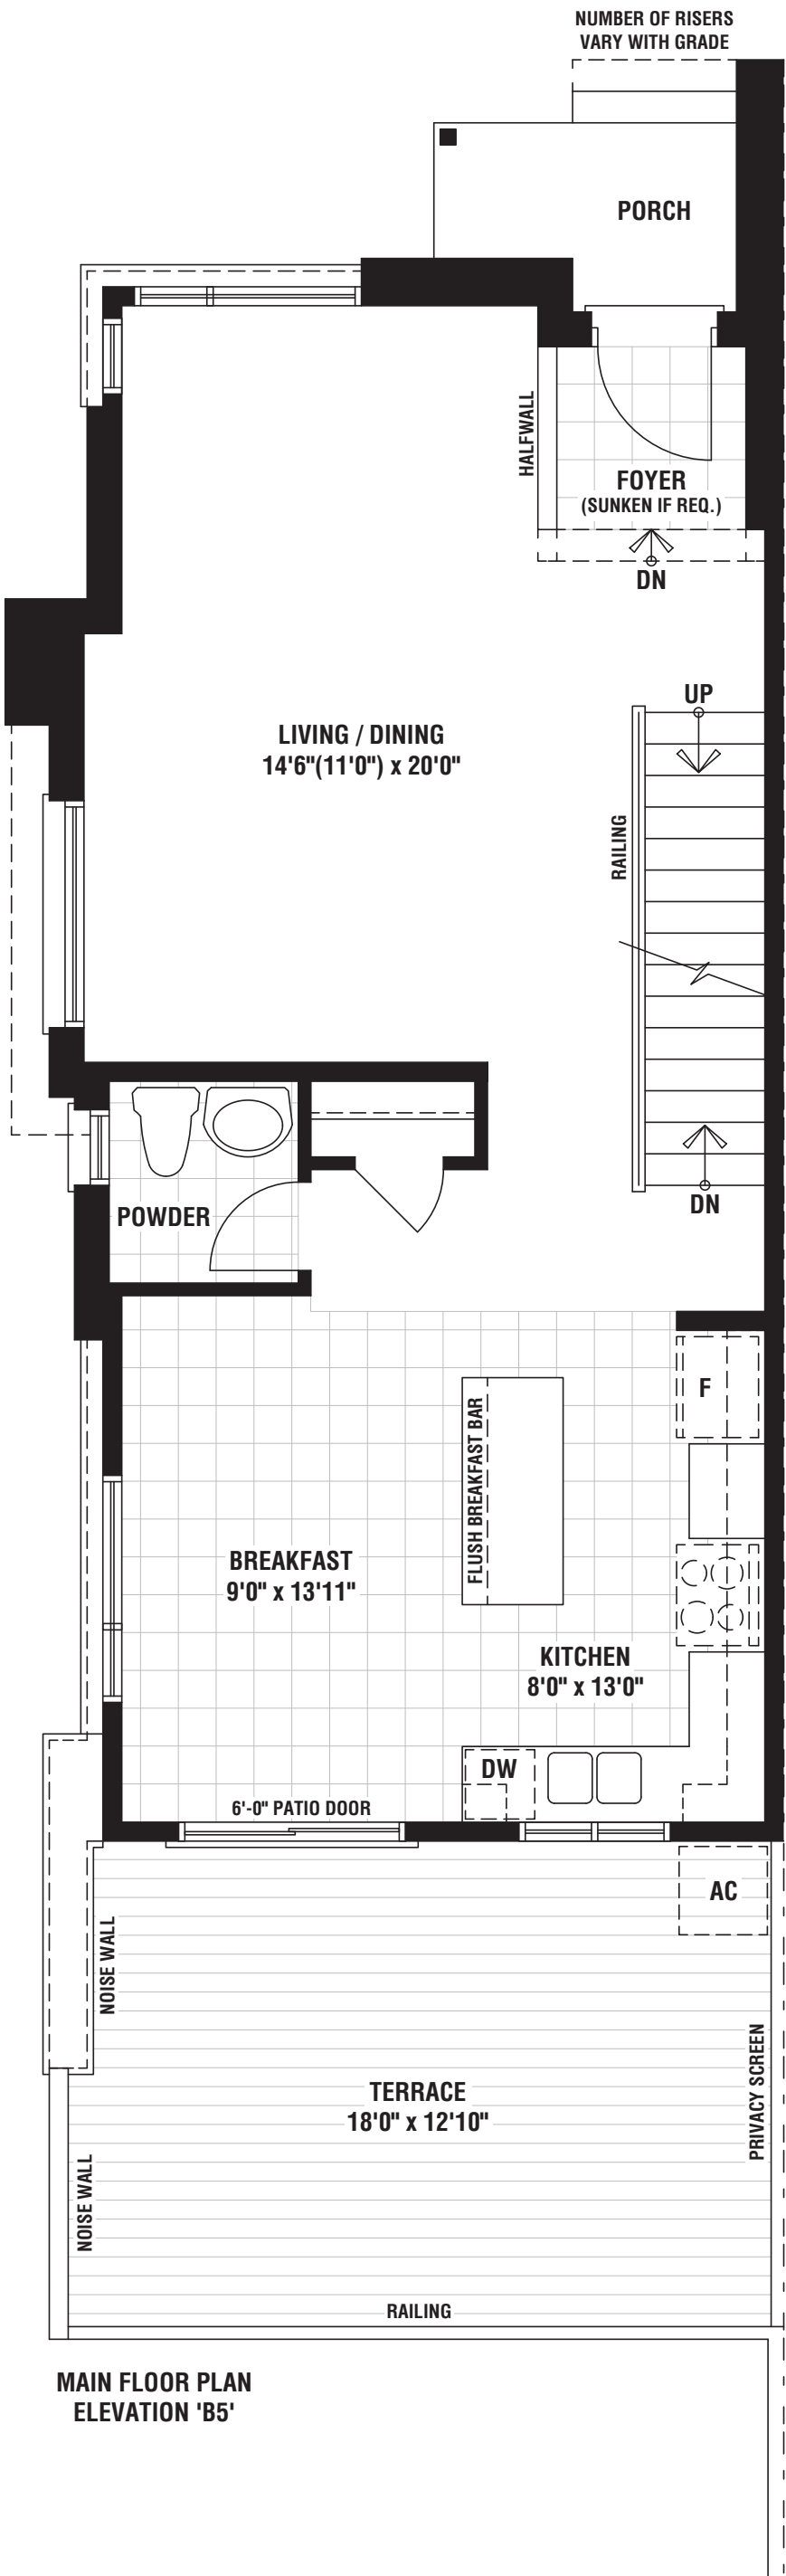 NUMBER OF RISERS
VARY WITH GRADE
PORCH
HALFWALL
FOYER
(SUNKEN IF REQ.)
DN
UP
LIVING / DINING
14'6"(11'0") x 20'0"
RAILING
DN
POWDER
F
FLUSH BREAKFAST BAR
BREAKFAST
9'0" x 13'11"
KITCHEN
8'0" x 13'0"
DW
6'-0" PATIO DOOR
AC
NOISE WALL
PRIVACY SCREEN
TERRACE
18'0" x 12'10"
NOISE WALL
RAILING
MAIN FLOOR PLAN
ELEVATION 'B5'